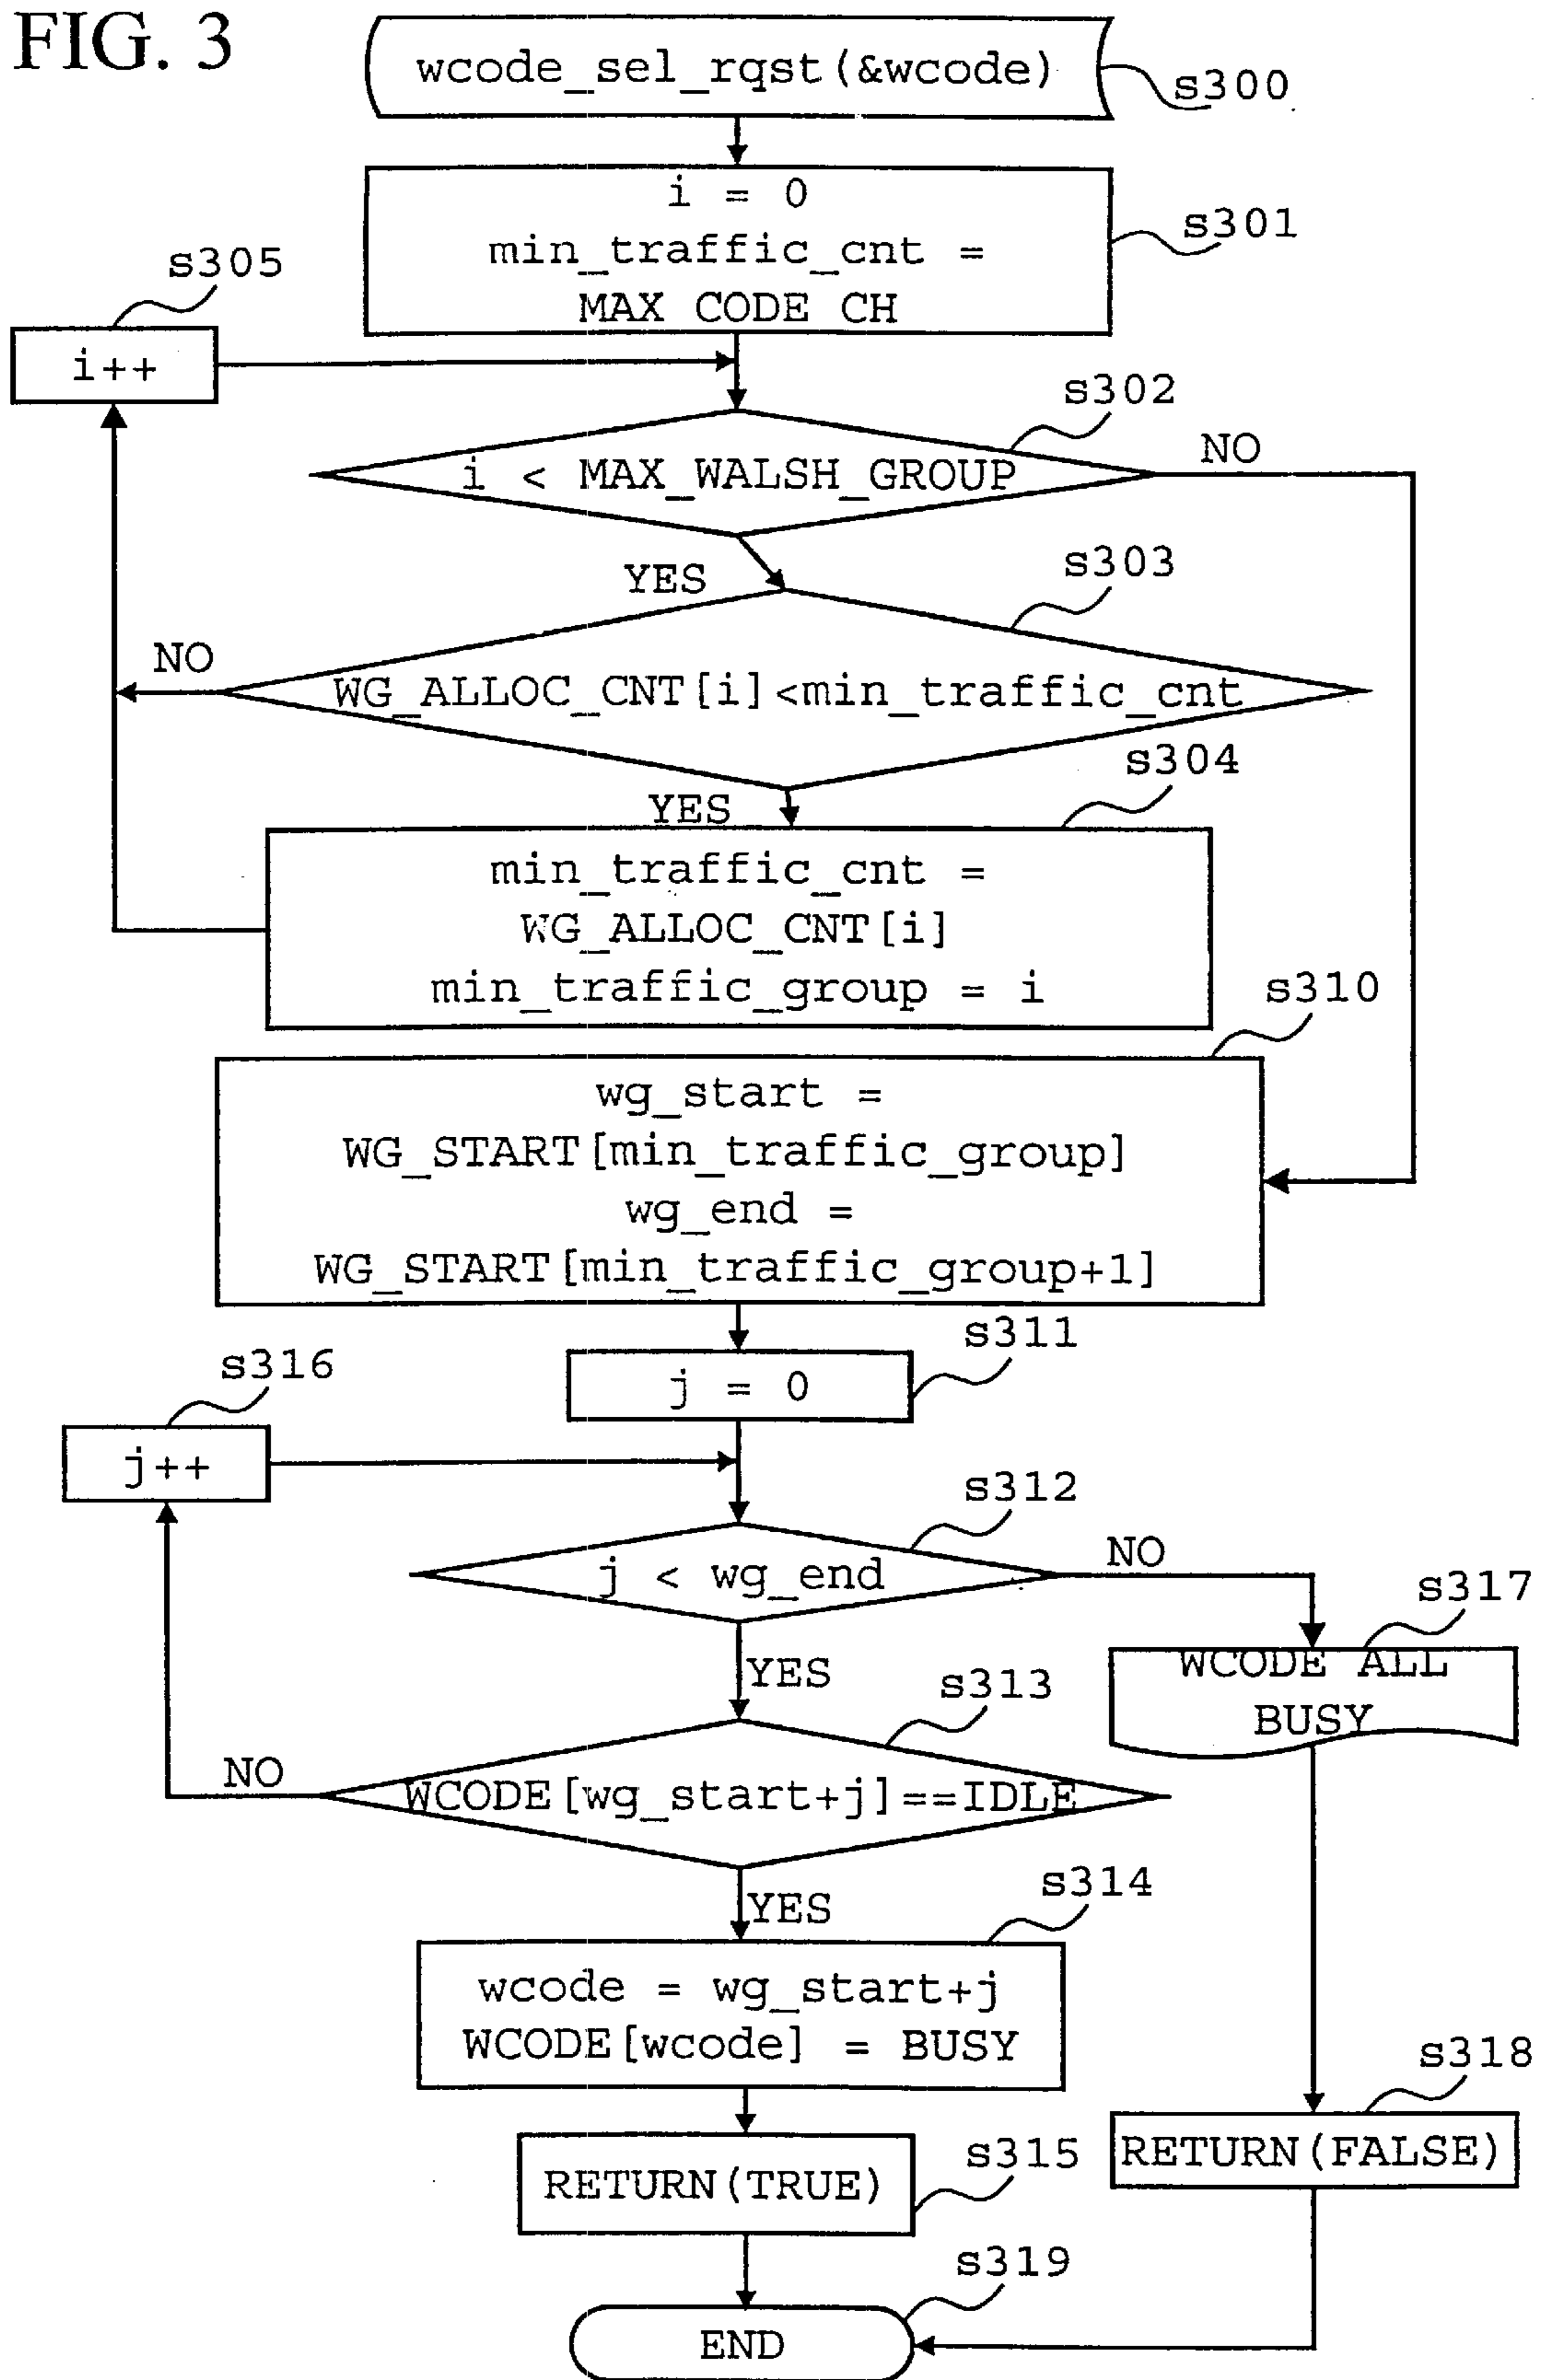 FIG. 3
wcode_sel_rqst(&wcode)
s300
i = 0
min_traffic_cnt =
MAX CODE CH
s301
s305
i++
s302
i < MAX_WALSH_GROUP
NO
YES
s303
NO
WG_ALLOC_CNT[i]<min_traffic_cnt
YES
s304
min_traffic_cnt =
WG_ALLOC_CNT[i]
min_traffic_group = i
s310
wg_start =
WG_START[min_traffic_group]
wg_end =
WG_START[min_traffic_group+1]
s311
j = 0
s316
j++
s312
j < wg_end
NO
YES
s317
WCODE ALL
BUSY
s313
NO
WCODE[wg_start+j]==IDLE
YES
s314
wcode = wg_start+j
WCODE[wcode] = BUSY
s318
RETURN(FALSE)
s315
RETURN(TRUE)
s319
END